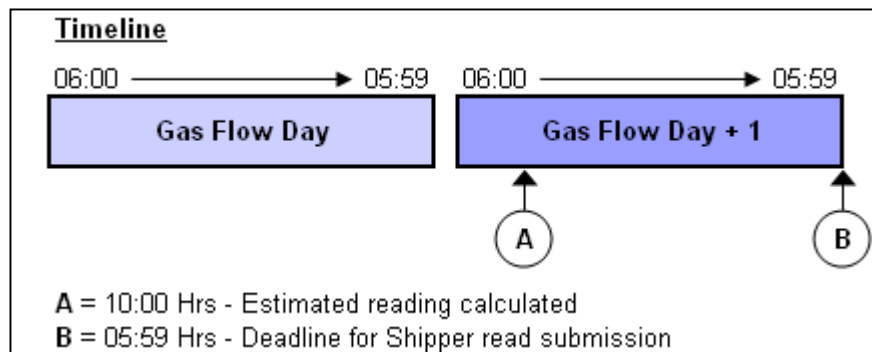 Timeline
06:00 05:59 06:00 05:59
Gas Flow Day Gas Flow Day + 1
A B
A = 10:00 Hrs - Estimated reading calculated
B = 05:59 Hrs - Deadline for Shipper read submission